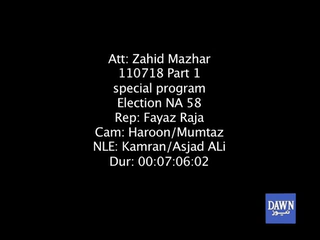 Att: Zahid Mazhar
110718 Part 1
special program
Election NA 58
Rep: Fayaz Raja
Cam: Haroon/Mumtaz
NLE: Kamran/Asjad ALi
Dur: 00:07:06:02
DAWN
نیوز